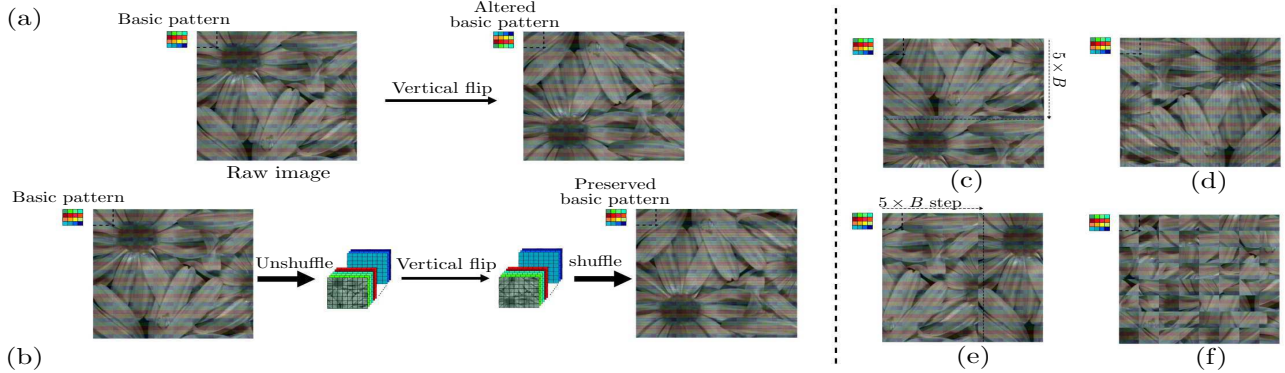 (a)
Basic pattern
Altered
basic pattern
Vertical flip
Raw image
Basic pattern
Preserved
basic pattern
Unshuffle
Vertical flip
shuffle
(b)
5 × B
(c)
(d)
5 × B step
(e)
(f)